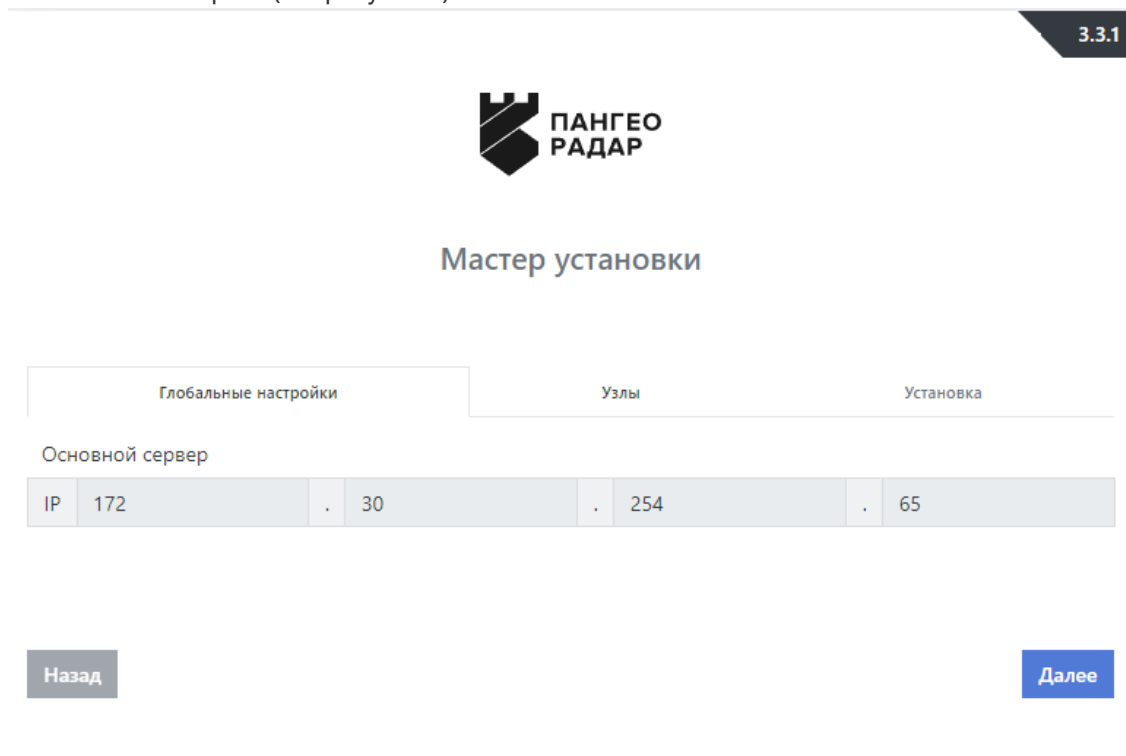 3.3.1
ПАНГЕО
РАДАР
Мастер установки
Глобальные настройки Узлы Установка
Основной сервер
IP 172 . 30 . 254 . 65
Назад Далее